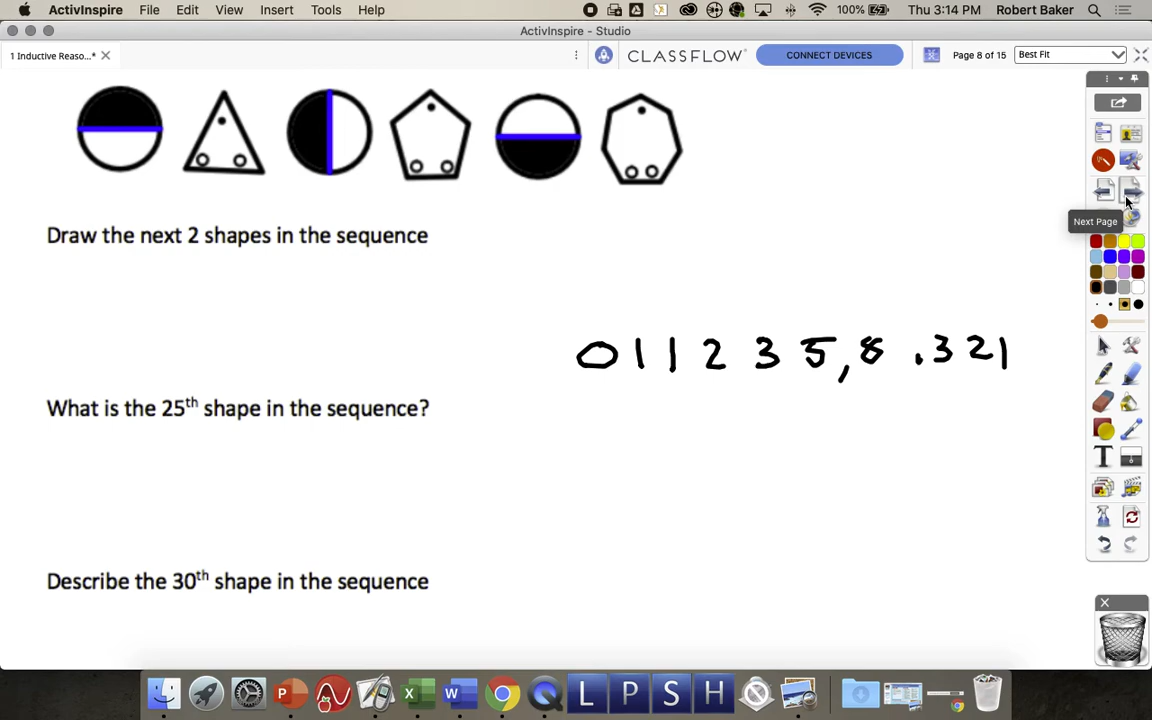 ActivInspire File Edit View Insert Tools Help 100% Thu 3:14 PM Robert Baker
ActivInspire - Studio
1 Inductive Reaso...* CLASSFLOW CONNECT DEVICES Page 8 of 15 Best Fit
Next Page
Draw the next 2 shapes in the sequence
0 1 1 2 3 5, 8 . 3 2 1
What is the 25th shape in the sequence?
Describe the 30th shape in the sequence
T
X
P X W L P S H